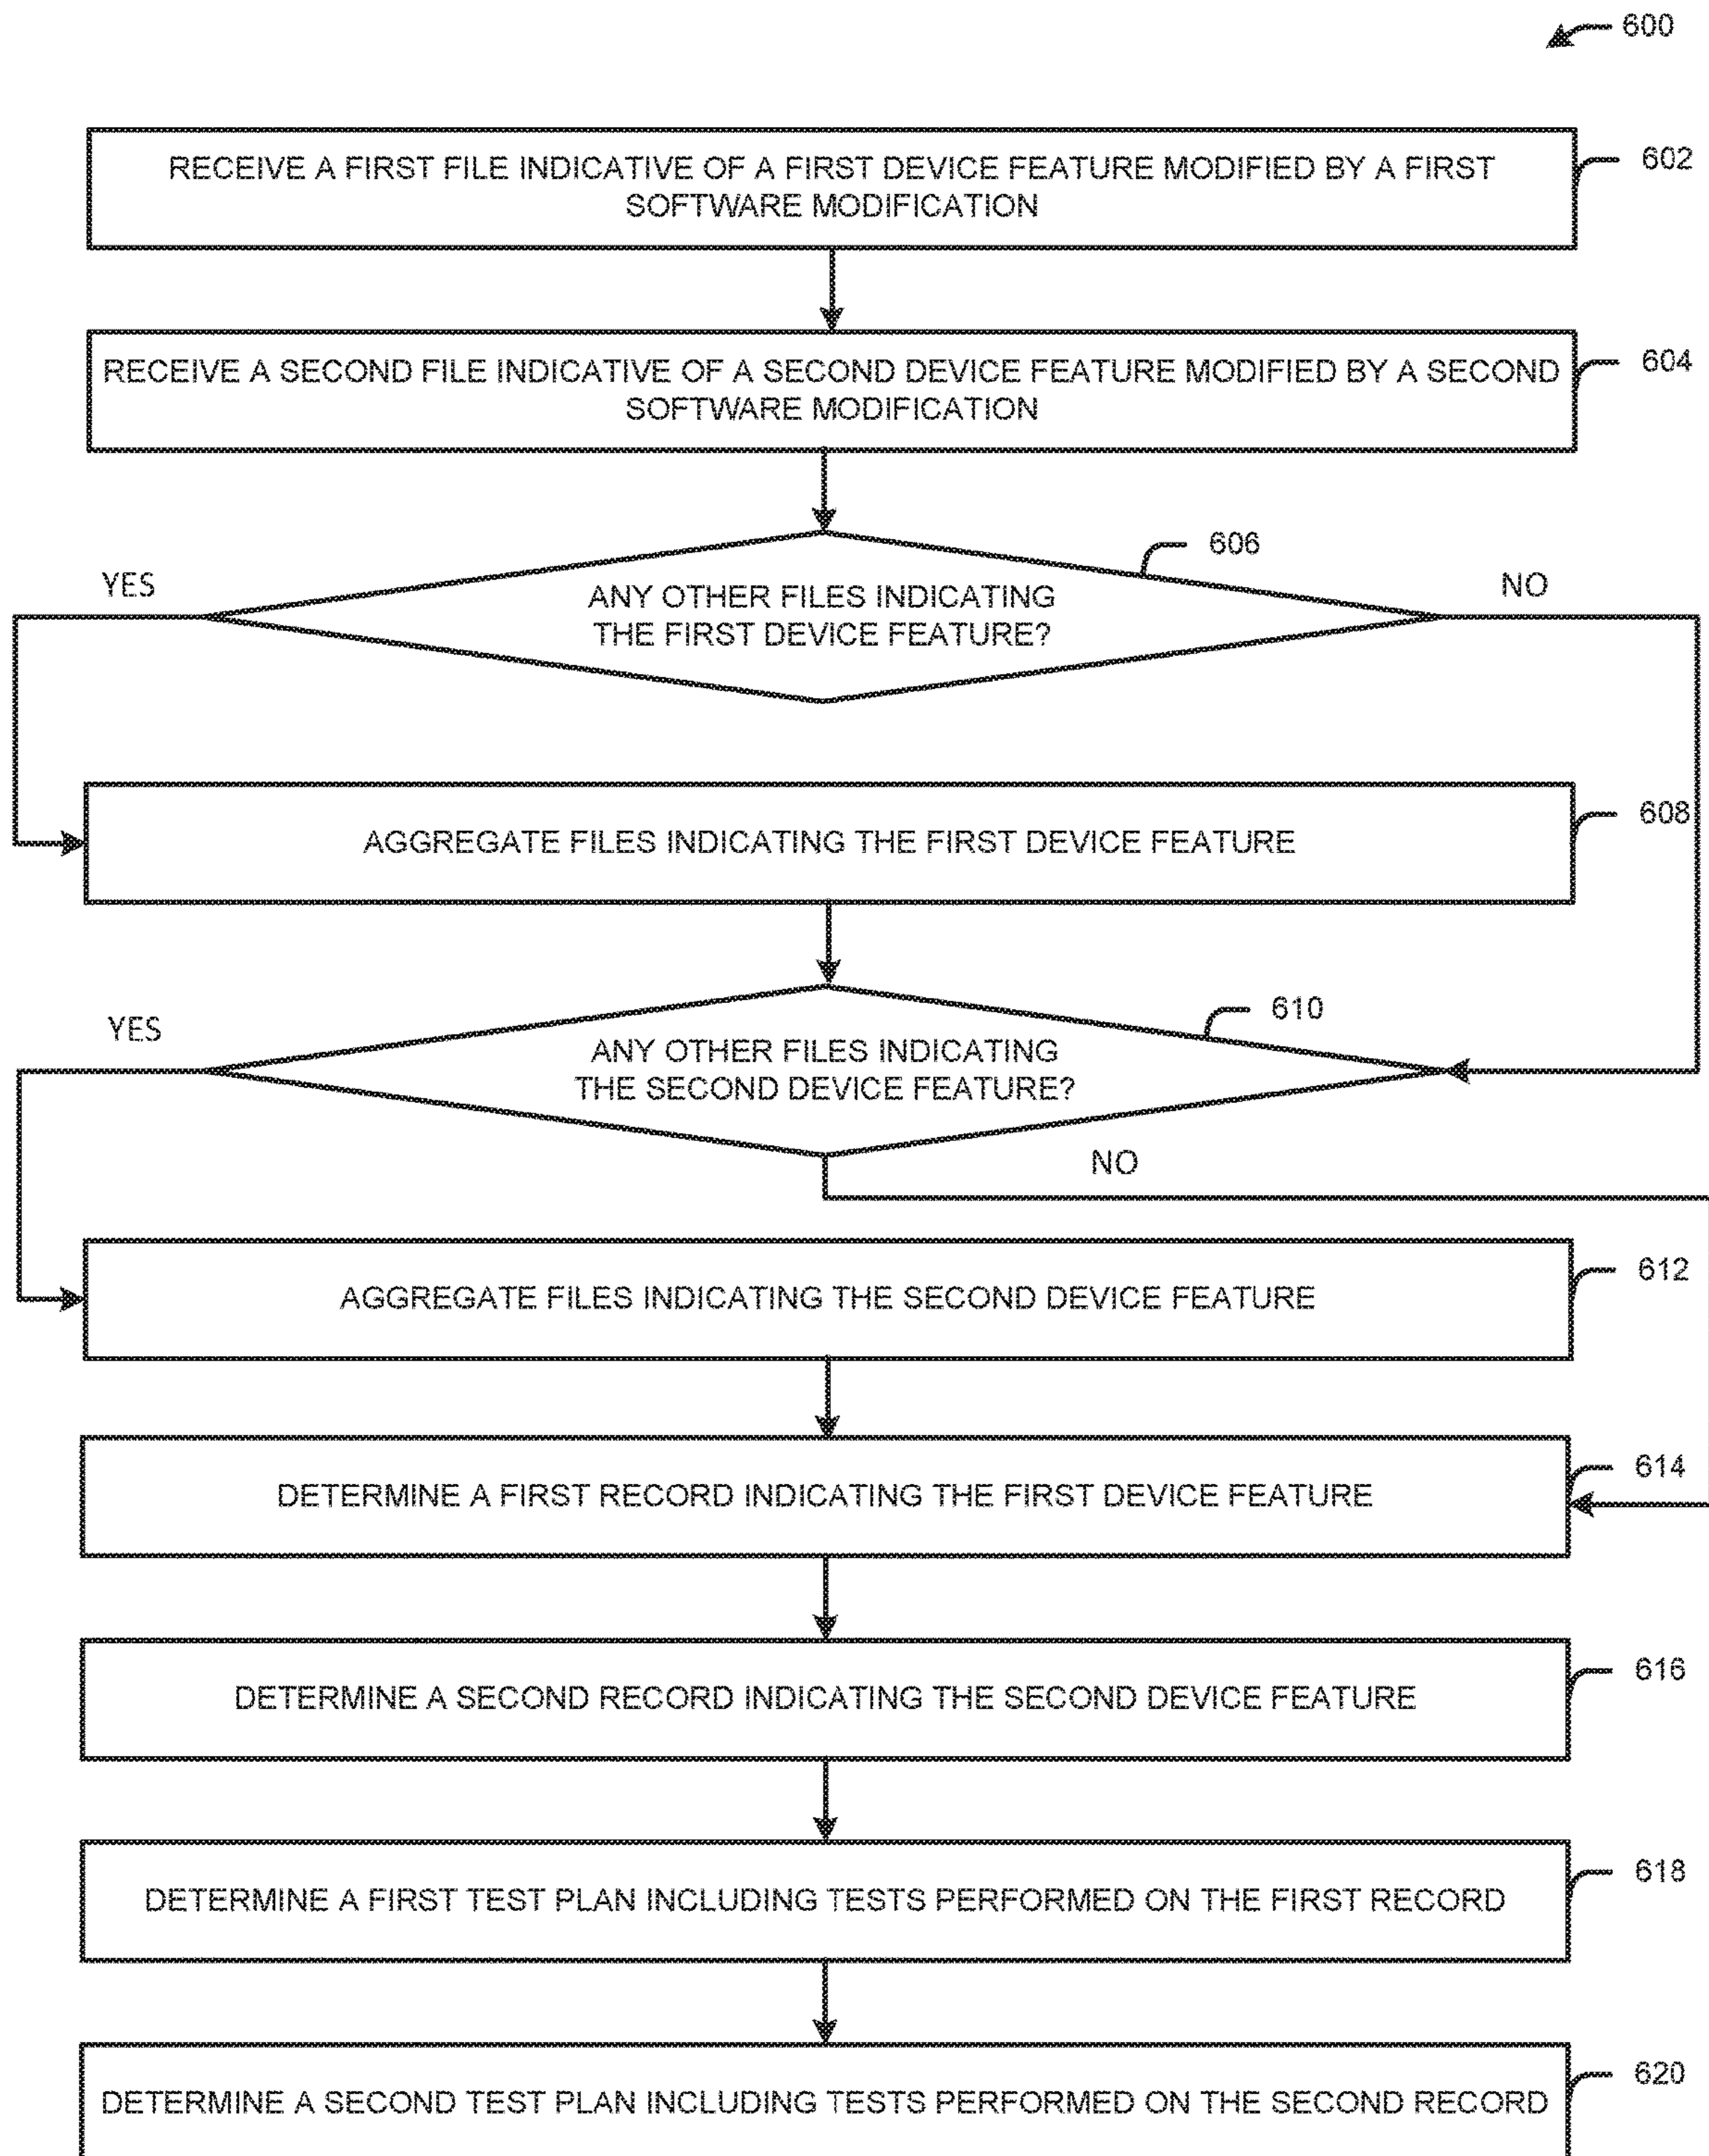 600
RECEIVE A FIRST FILE INDICATIVE OF A FIRST DEVICE FEATURE MODIFIED BY A FIRST
SOFTWARE MODIFICATION
602
RECEIVE A SECOND FILE INDICATIVE OF A SECOND DEVICE FEATURE MODIFIED BY A SECOND
SOFTWARE MODIFICATION
604
606
YES
NO
ANY OTHER FILES INDICATING
THE FIRST DEVICE FEATURE?
608
AGGREGATE FILES INDICATING THE FIRST DEVICE FEATURE
610
YES
ANY OTHER FILES INDICATING
THE SECOND DEVICE FEATURE?
NO
612
AGGREGATE FILES INDICATING THE SECOND DEVICE FEATURE
614
DETERMINE A FIRST RECORD INDICATING THE FIRST DEVICE FEATURE
616
DETERMINE A SECOND RECORD INDICATING THE SECOND DEVICE FEATURE
618
DETERMINE A FIRST TEST PLAN INCLUDING TESTS PERFORMED ON THE FIRST RECORD
620
DETERMINE A SECOND TEST PLAN INCLUDING TESTS PERFORMED ON THE SECOND RECORD